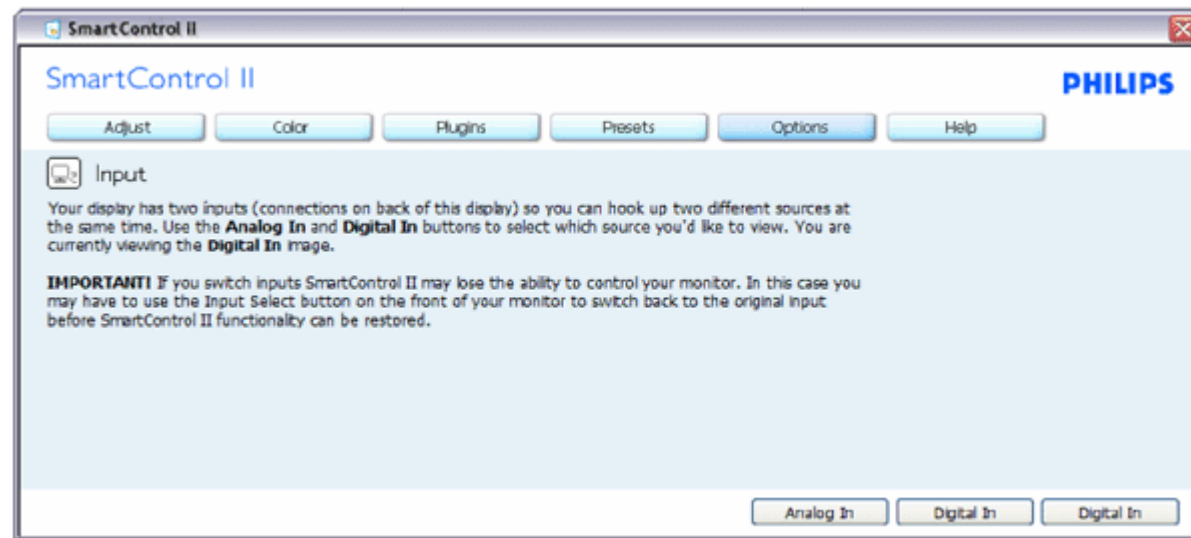 SmartControl II
SmartControl II
PHILIPS
Adjust Color Plugins Presets Options Help
Input
Your display has two inputs (connections on back of this display) so you can hook up two different sources at
the same time. Use the Analog In and Digital In buttons to select which source you'd like to view. You are
currently viewing the Digital In image.
IMPORTANT! If you switch inputs SmartControl II may lose the ability to control your monitor. In this case you
may have to use the Input Select button on the front of your monitor to switch back to the original input
before SmartControl II functionality can be restored.
Analog In Digital In Digital In